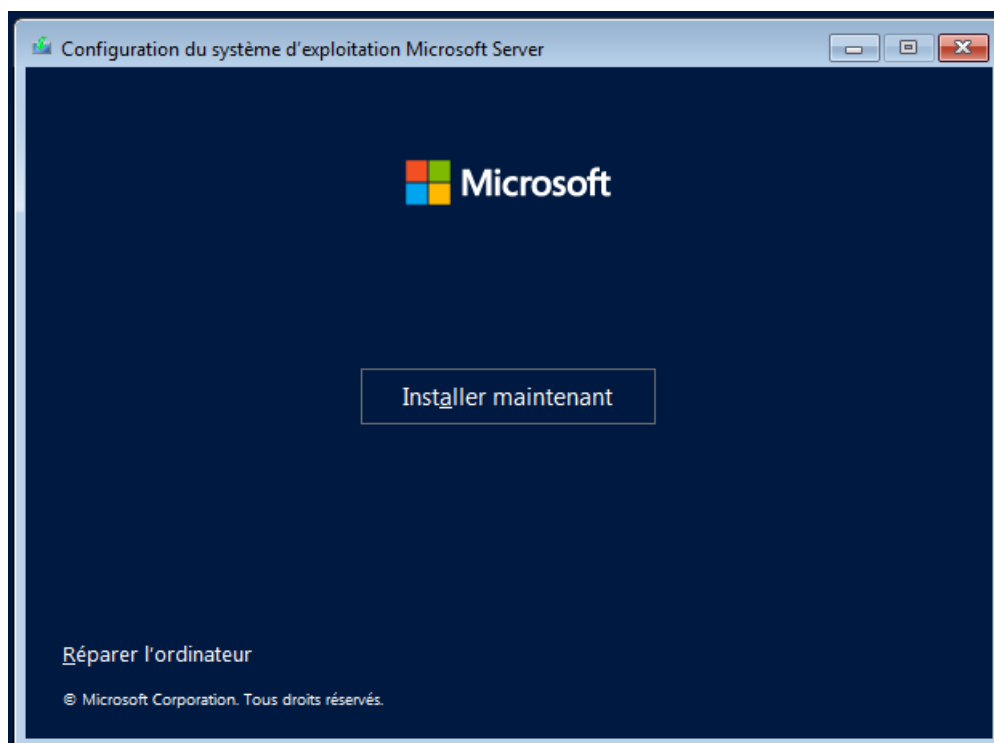 Configuration du système d'exploitation Microsoft Server
Microsoft
Installer maintenant
Réparer l'ordinateur
© Microsoft Corporation. Tous droits réservés.